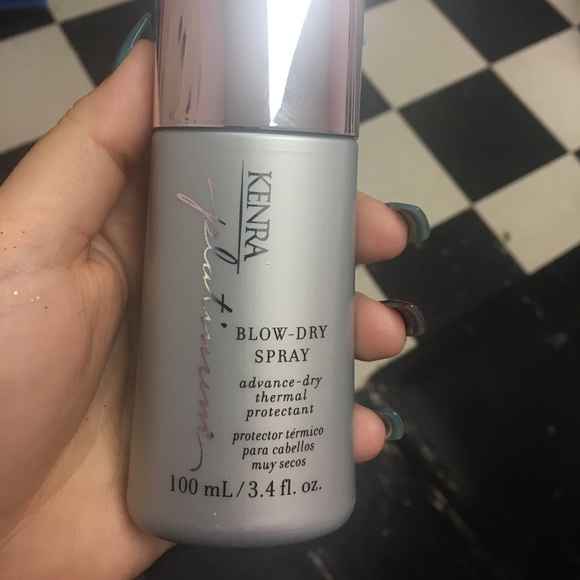 KENRA
platinum
BLOW-DRY
SPRAY
advance-dry
thermal
protectant
protector térmico
para cabellos
muy secos
100 mL/3.4 fl. oz.